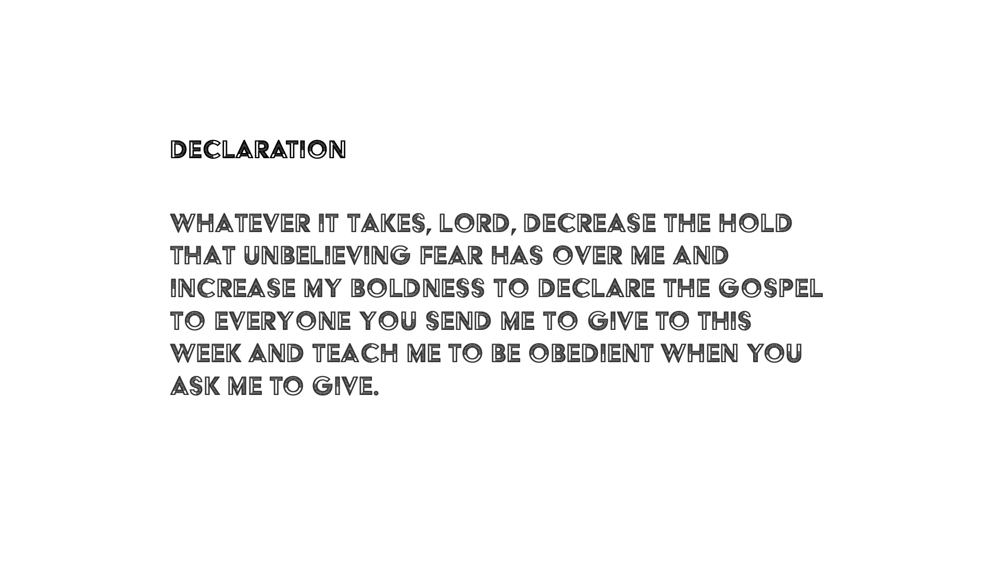 DECLARATION
WHATEVER IT TAKES, LORD, DECREASE THE HOLD
THAT UNBELIEVING FEAR HAS OVER ME AND
INCREASE MY BOLDNESS TO DECLARE THE GOSPEL
TO EVERYONE YOU SEND ME TO GIVE TO THIS
WEEK AND TEACH ME TO BE OBEDIENT WHEN YOU
ASK ME TO GIVE.